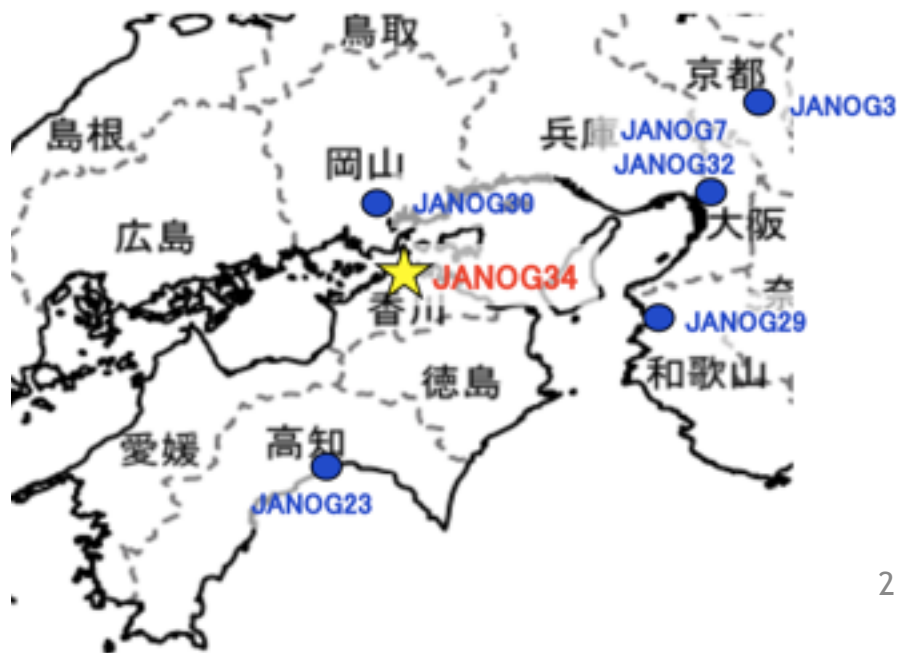 鳥取
京都
JANOG3
島根
兵庫
JANOG7
岡山
JANOG32
JANOG30
広島
大阪
JANOG34
奈
香川
JANOG29
徳島
和歌山
高知
愛媛
JANOG23
2